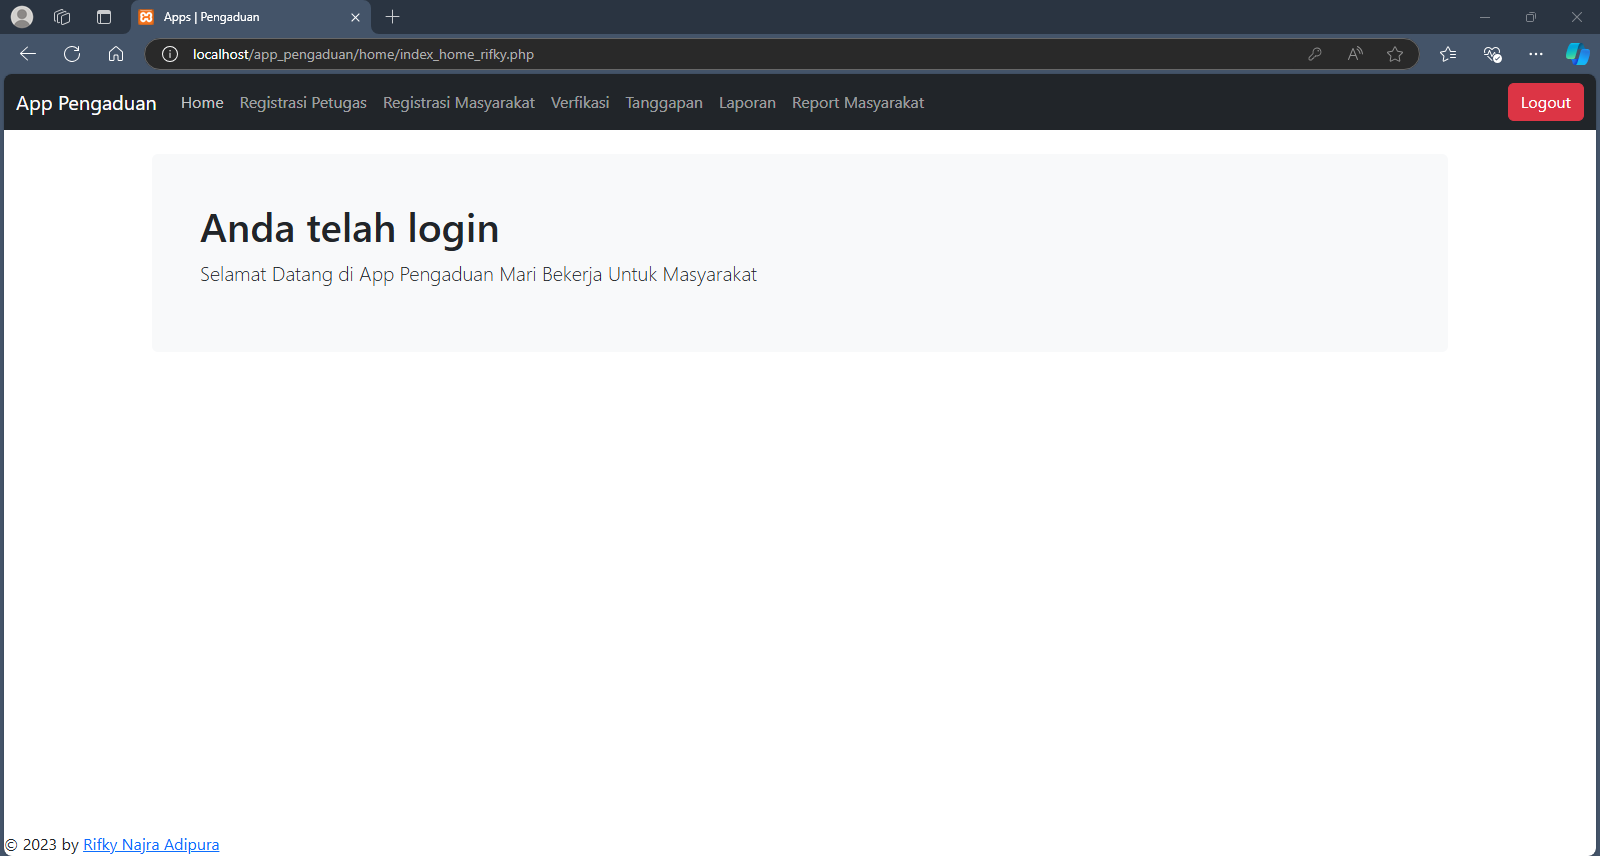 Apps | Pengaduan
localhost/app_pengaduan/home/index_home_rifky.php
App Pengaduan Home Registrasi Petugas Registrasi Masyarakat Verfikasi Tanggapan Laporan Report Masyarakat Logout
Anda telah login
Selamat Datang di App Pengaduan Mari Bekerja Untuk Masyarakat
© 2023 by Rifky Najra Adipura